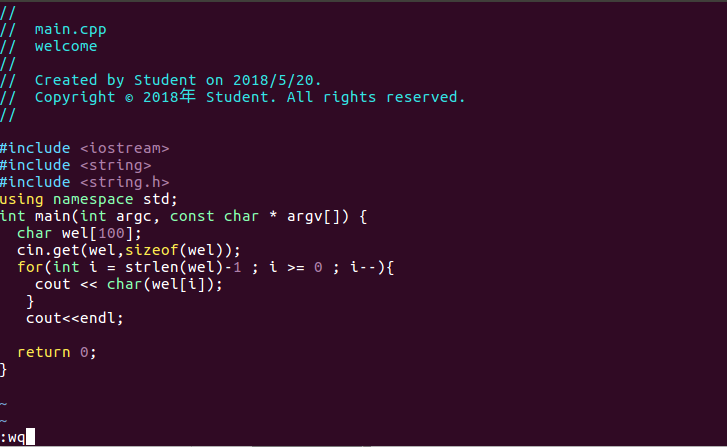 //
//  main.cpp
//  welcome
//
//  Created by Student on 2018/5/20.
//  Copyright © 2018年 Student. All rights reserved.
//
#include <iostream>
#include <string>
#include <string.h>
using namespace std;
int main(int argc, const char * argv[]) {
  char wel[100];
  cin.get(wel,sizeof(wel));
  for(int i = strlen(wel)-1 ; i >= 0 ; i--){
    cout << char(wel[i]);
   }
   cout<<endl;
  return 0;
}
~
~
:wq